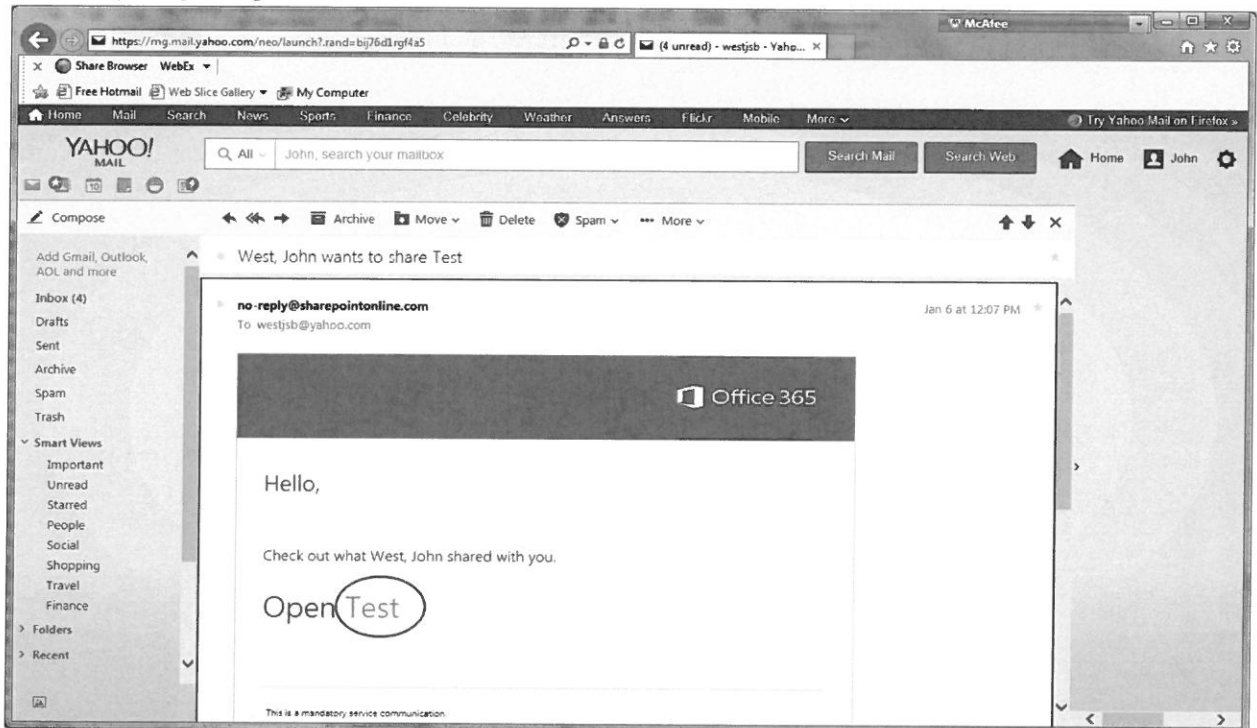 McAfee
https://mg.mail.yahoo.com/neo/launch?.rand=bij76d1rgf4a5
(4 unread) - westjsb - Yaho...
Share Browser WebEx
Free Hotmail Web Slice Gallery My Computer
Home Mail Search News Sports Finance Celebrity Weather Answers Flickr Mobile More Try Yahoo Mail on Firefox »
YAHOO!
MAIL
All John, search your mailbox Search Mail Search Web Home John
Compose Archive Move Delete Spam More
Add Gmail, Outlook,
AOL and more
Inbox (4)
Drafts
Sent
Archive
Spam
Trash
Smart Views
Important
Unread
Starred
People
Social
Shopping
Travel
Finance
Folders
Recent
West, John wants to share Test
no-reply@sharepointonline.com Jan 6 at 12:07 PM
To westjsb@yahoo.com
Office 365
Hello,
Check out what West, John shared with you.
Open Test
This is a mandatory service communication.